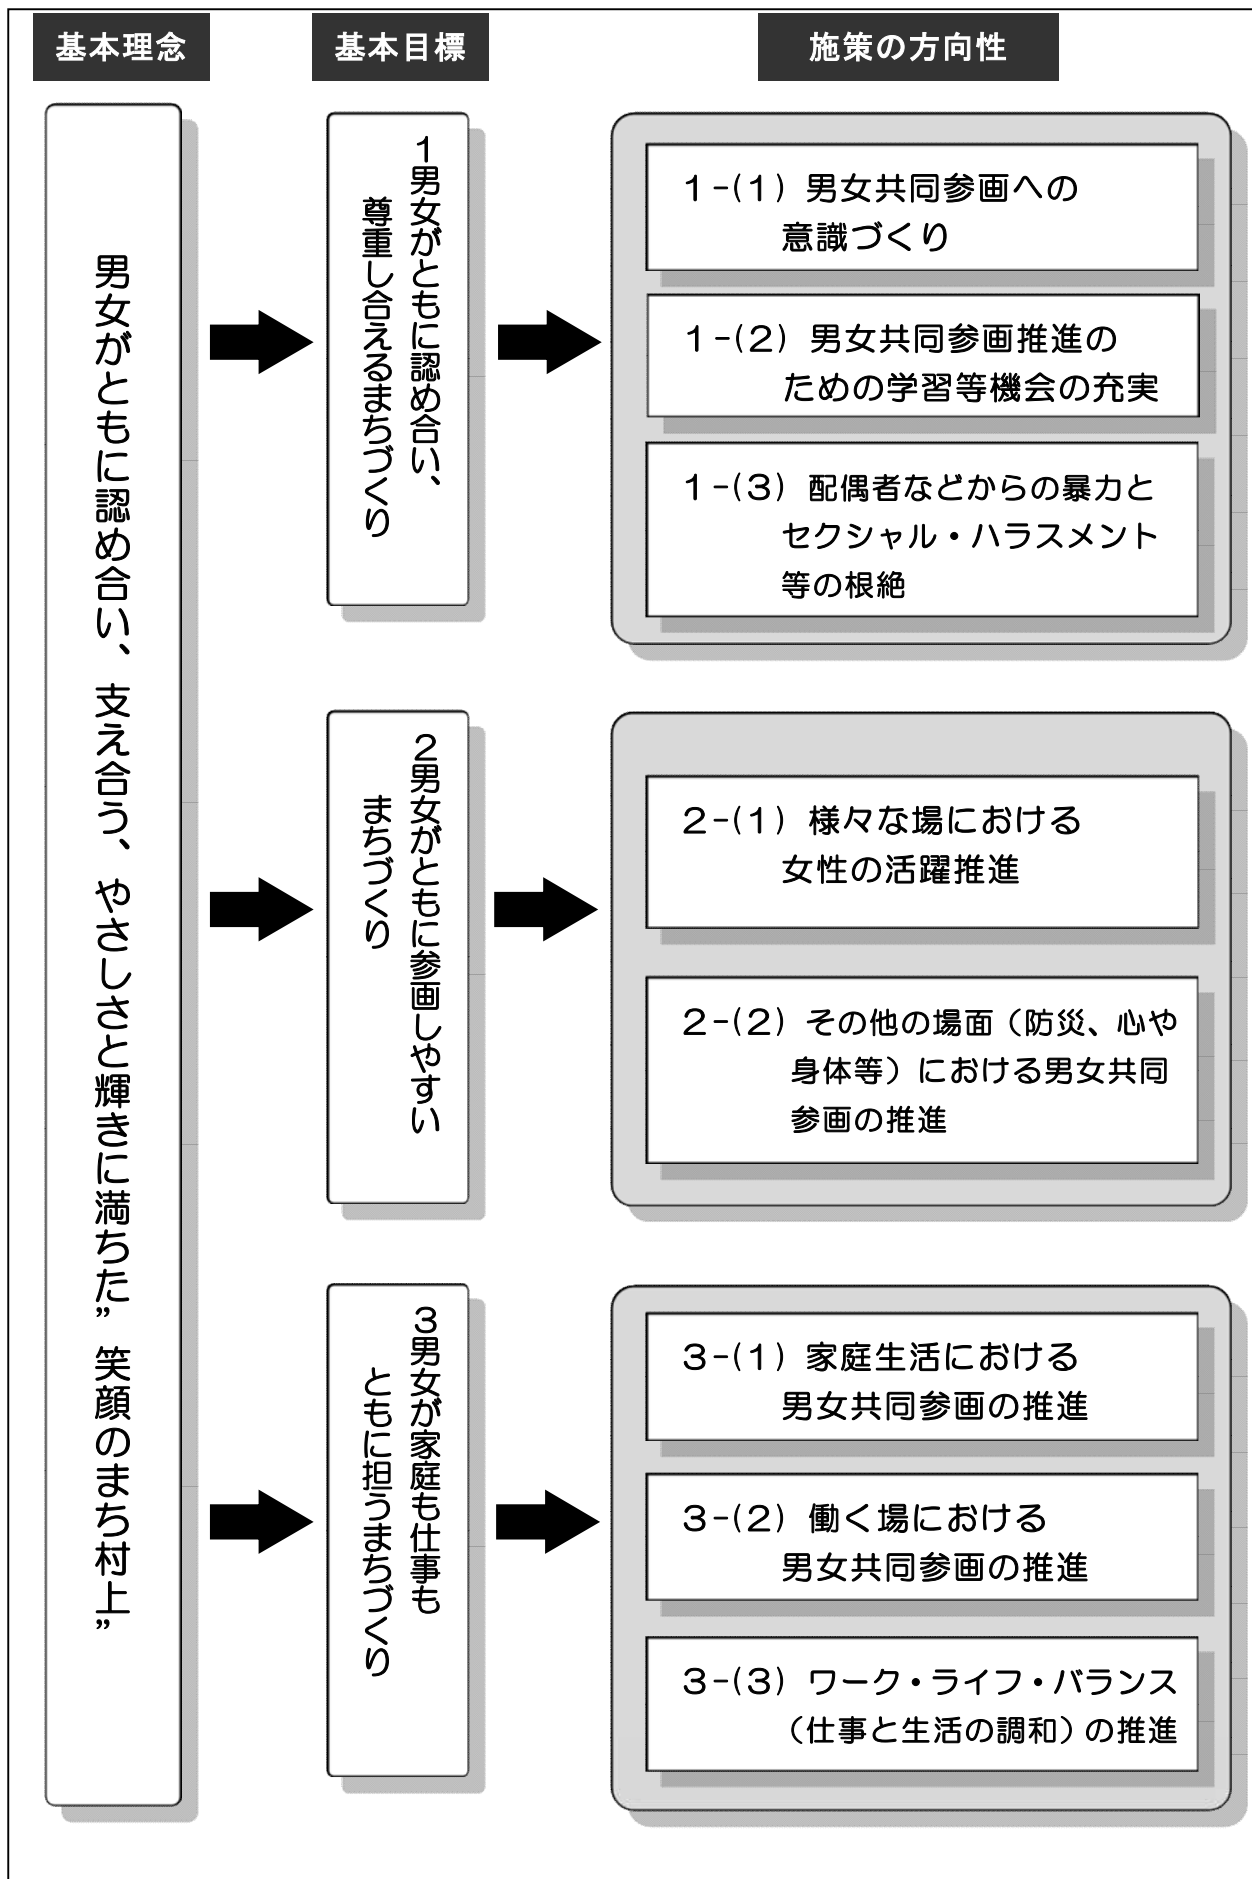 基本理念
基本目標
施策の方向性
男女がともに認め合い、支え合う、やさしさと輝きに満ちた”笑顔のまち村上”
１男女がともに認め合い、
尊重し合えるまちづくり
１-(１) 男女共同参画への
意識づくり
１-(２) 男女共同参画推進の
ための学習等機会の充実
１-(３) 配偶者などからの暴力と
セクシャル・ハラスメント
等の根絶
２男女がともに参画しやすい
まちづくり
２-(１) 様々な場における
女性の活躍推進
２-(２) その他の場面（防災、心や
身体等）における男女共同
参画の推進
３男女が家庭も仕事も
ともに担うまちづくり
３-(１) 家庭生活における
男女共同参画の推進
３-(２) 働く場における
男女共同参画の推進
３-(３) ワーク・ライフ・バランス
（仕事と生活の調和）の推進